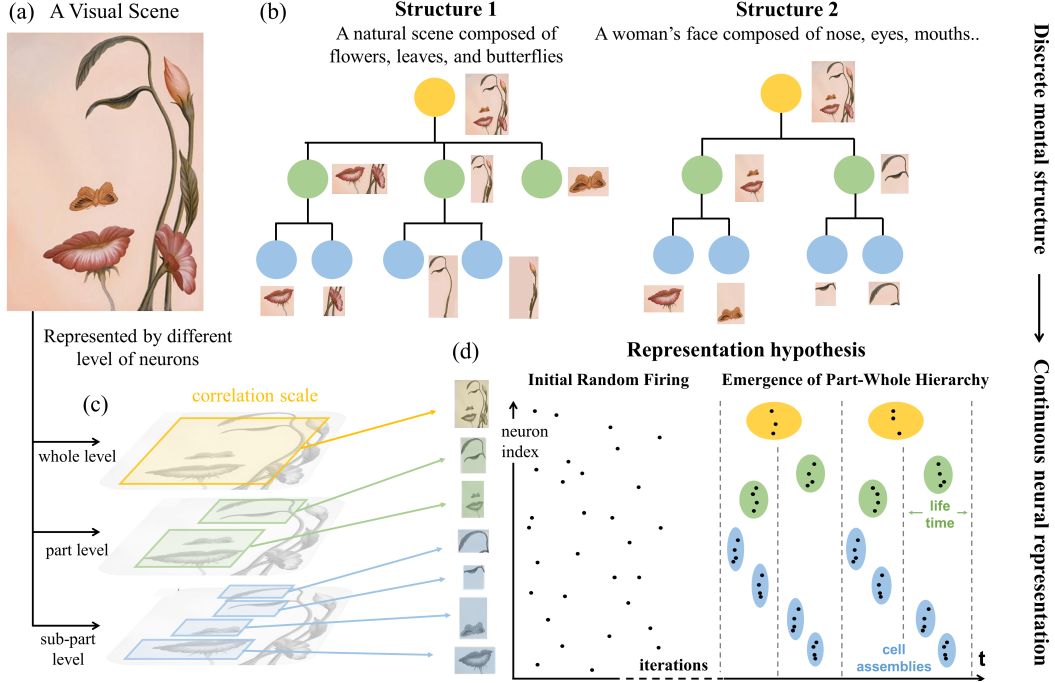 (a)
A Visual Scene
(b)
Structure 1
A natural scene composed of
flowers, leaves, and butterflies
Structure 2
A woman's face composed of nose, eyes, mouths..
Discrete mental structure
Continuous neural representation
Represented by different
level of neurons
(c)
correlation scale
whole level
part level
sub-part
level
(d)
Representation hypothesis
Initial Random Firing
Emergence of Part-Whole Hierarchy
neuron
index
life
time
cell
assemblies
iterations
t